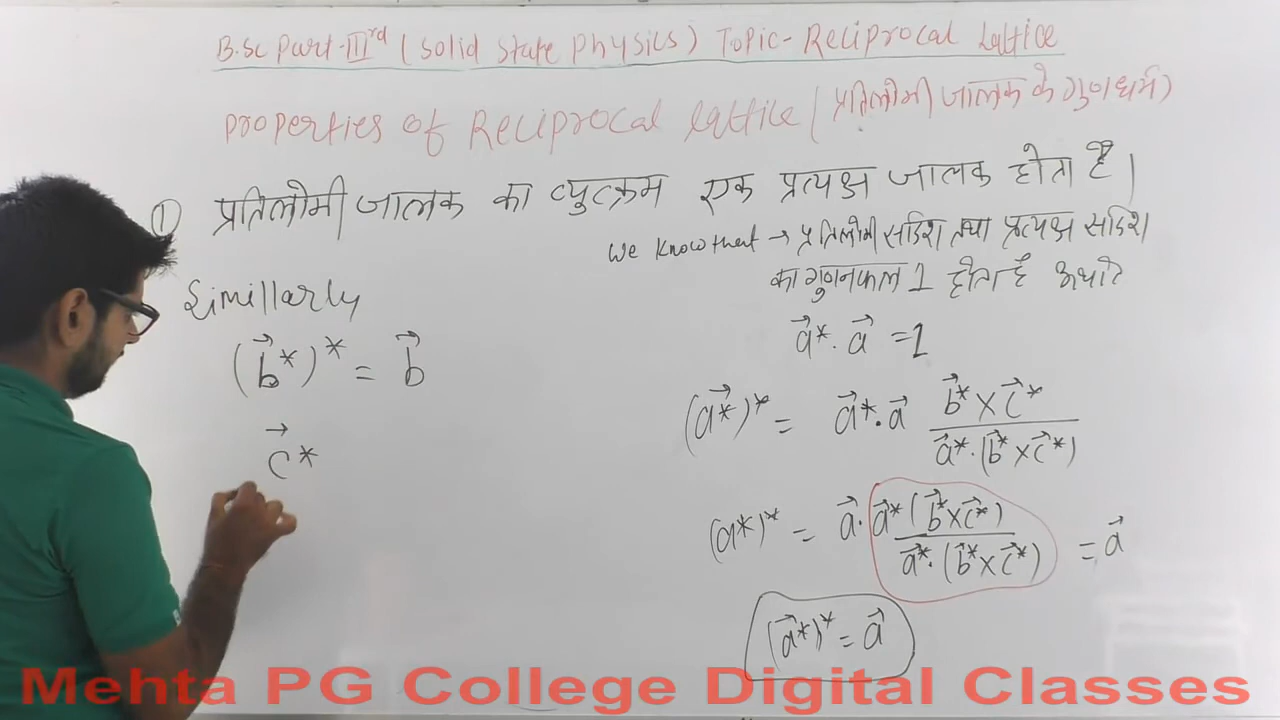 B.Sc Part-III rd (Solid State Physics) Topic-Reciprocal Lattice
Properties of Reciprocal lattice (प्रतिलोमी जालक के गुणधर्म)
① प्रतिलोमी जालक का व्युत्क्रम एक प्रत्यक्ष जालक होता है।
We know that → प्रतिलोमी सदिश तथा प्रत्यक्ष सदिश
का गुणनफल 1 होता है अर्थात
Simillarly
a⃗*. a⃗ = 1
(b⃗*)* = b⃗
(a⃗*)* = a⃗*. a⃗ b⃗* × c⃗* / a⃗*. (b⃗* × c⃗*)
c⃗*
(a*)* = a⃗. a⃗* (b⃗* × c⃗*) / a⃗*. (b⃗* × c⃗*) = a⃗
(a⃗*)* = a⃗
Mehta PG College Digital Classes